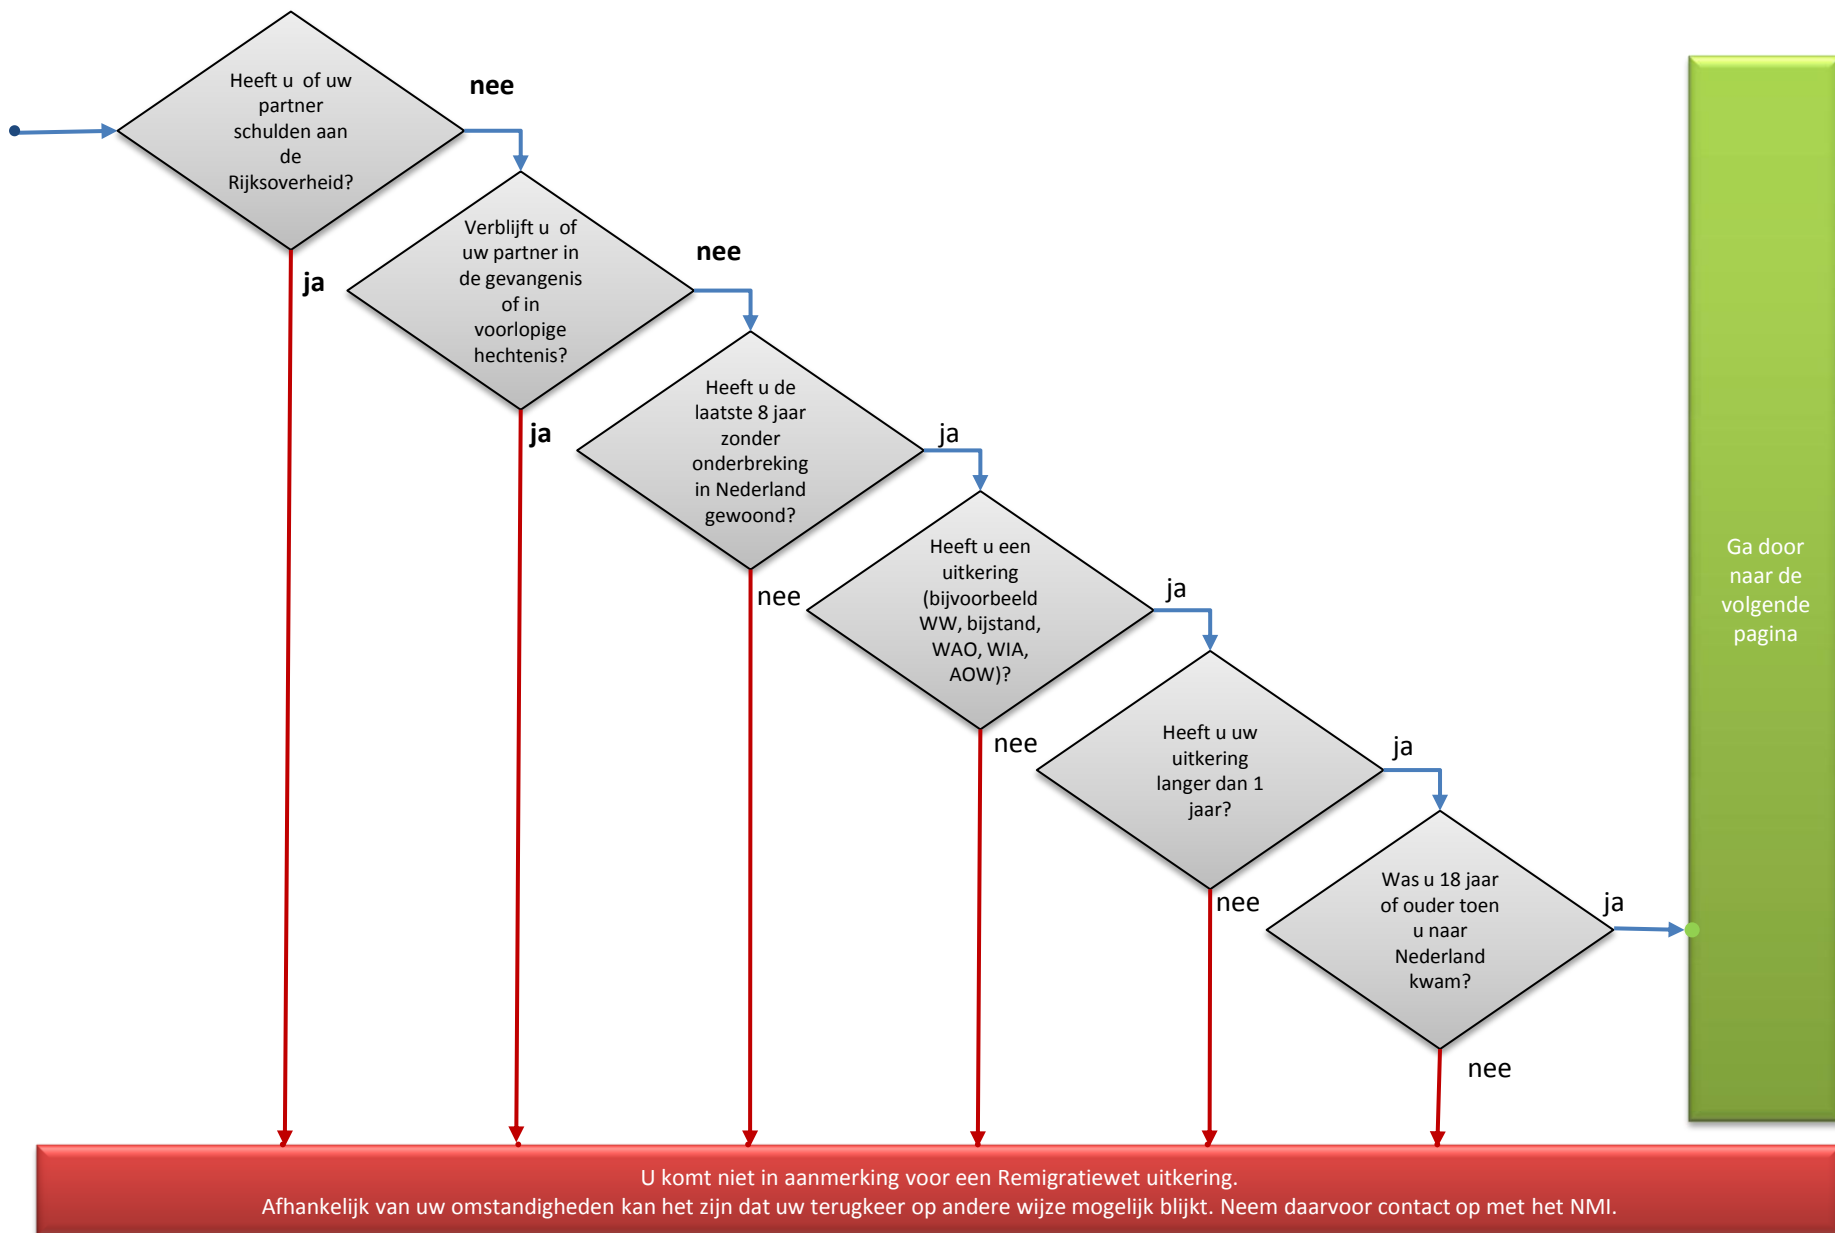 Heeft u of uw
partner
schulden aan
de
Rijksoverheid?
nee
ja
Verblijft u of
uw partner in
de gevangenis
of in
voorlopige
hechtenis?
nee
ja
Heeft u de
laatste 8 jaar
zonder
onderbreking
in Nederland
gewoond?
ja
nee
Heeft u een
uitkering
(bijvoorbeeld
WW, bijstand,
WAO, WIA,
AOW)?
ja
nee
Heeft u uw
uitkering
langer dan 1
jaar?
ja
nee
Was u 18 jaar
of ouder toen
u naar
Nederland
kwam?
ja
nee
Ga door
naar de
volgende
pagina
U komt niet in aanmerking voor een Remigratiewet uitkering.
Afhankelijk van uw omstandigheden kan het zijn dat uw terugkeer op andere wijze mogelijk blijkt. Neem daarvoor contact op met het NMI.